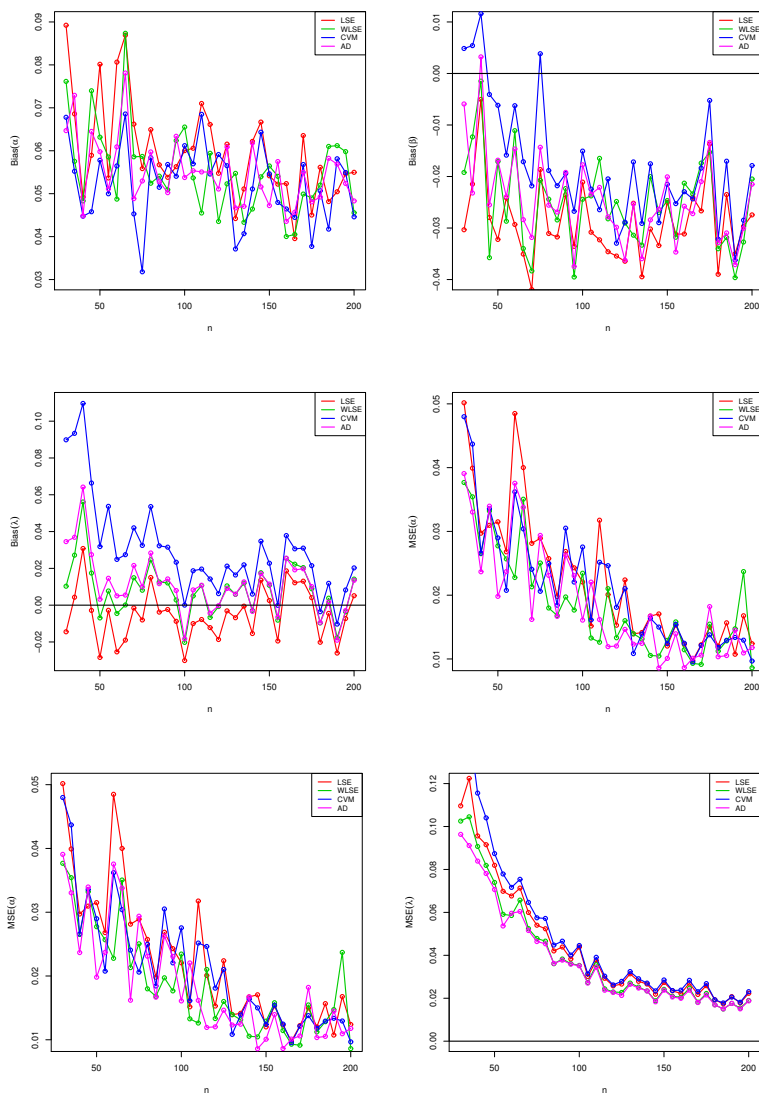 LSE
WLSE
CVM
AD
Bias(α)
0.03 0.04 0.05 0.06 0.07 0.08 0.09
50 100 150 200
n
LSE
WLSE
CVM
AD
Bias(β)
−0.04 −0.03 −0.02 −0.01 0.00
50 100 150 200
n
LSE
WLSE
CVM
AD
Bias(λ)
−0.02 0.00 0.02 0.04 0.06 0.08 0.10
50 100 150 200
n
LSE
WLSE
CVM
AD
MSE(α)
0.01 0.02 0.03 0.04 0.05
50 100 150 200
n
LSE
WLSE
CVM
AD
MSE(α)
0.01 0.02 0.03 0.04 0.05
50 100 150 200
n
LSE
WLSE
CVM
AD
MSE(λ)
0.00 0.02 0.04 0.06 0.08 0.10 0.12
50 100 150 200
n